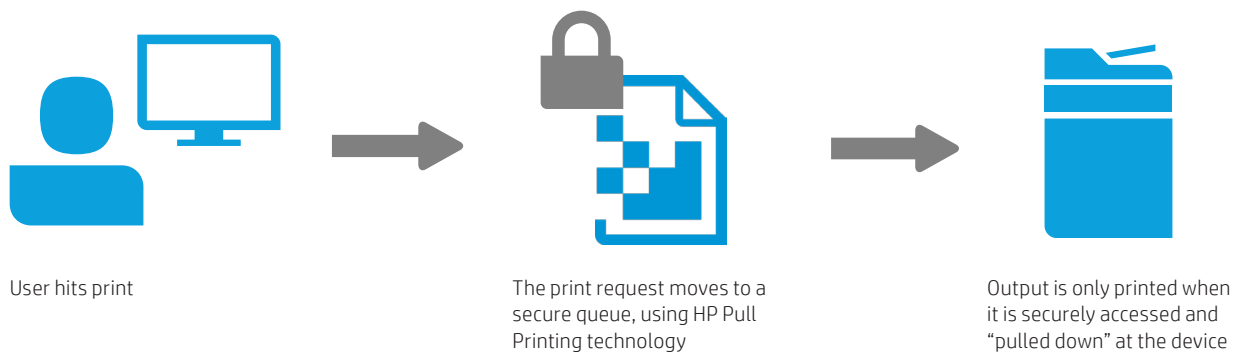 User hits print
The print request moves to a
secure queue, using HP Pull
Printing technology
Output is only printed when
it is securely accessed and
“pulled down” at the device